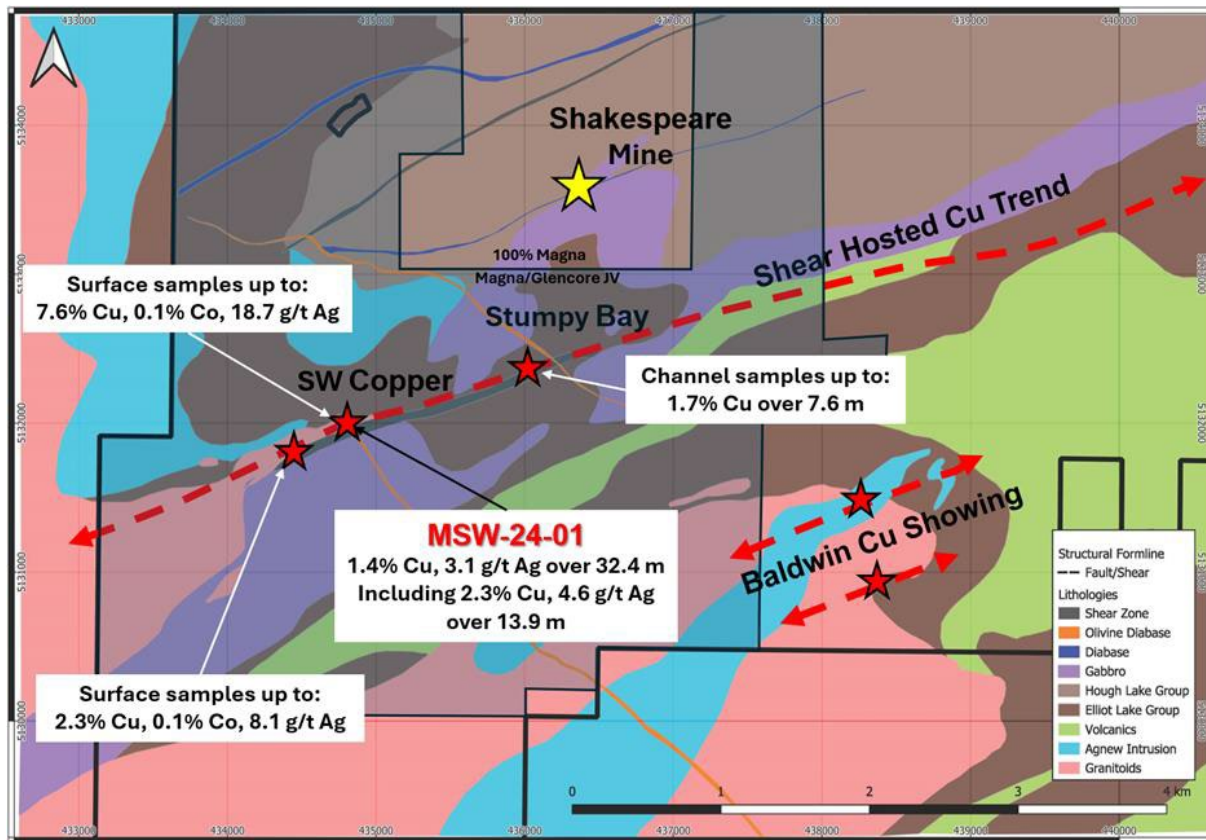 433000
434000
435000
436000
437000
438000
439000
440000
5134000
5134000
Shakespeare
Mine
100% Magna
Magna/Glencore JV
Shear Hosted Cu Trend
Surface samples up to:
7.6% Cu, 0.1% Co, 18.7 g/t Ag
Stumpy Bay
SW Copper
Channel samples up to:
1.7% Cu over 7.6 m
5132000
5132000
MSW-24-01
1.4% Cu, 3.1 g/t Ag over 32.4 m
Including 2.3% Cu, 4.6 g/t Ag
over 13.9 m
Baldwin Cu Showing
5131000
Surface samples up to:
2.3% Cu, 0.1% Co, 8.1 g/t Ag
5130000
Structural Formline
Fault/Shear
Lithologies
Shear Zone
Olivine Diabase
Diabase
Gabbro
Hough Lake Group
Elliot Lake Group
Volcanics
Agnew Intrusion
Granitoids
0
1
2
3
4 km
433000
434000
435000
436000
437000
438000
439000
440000